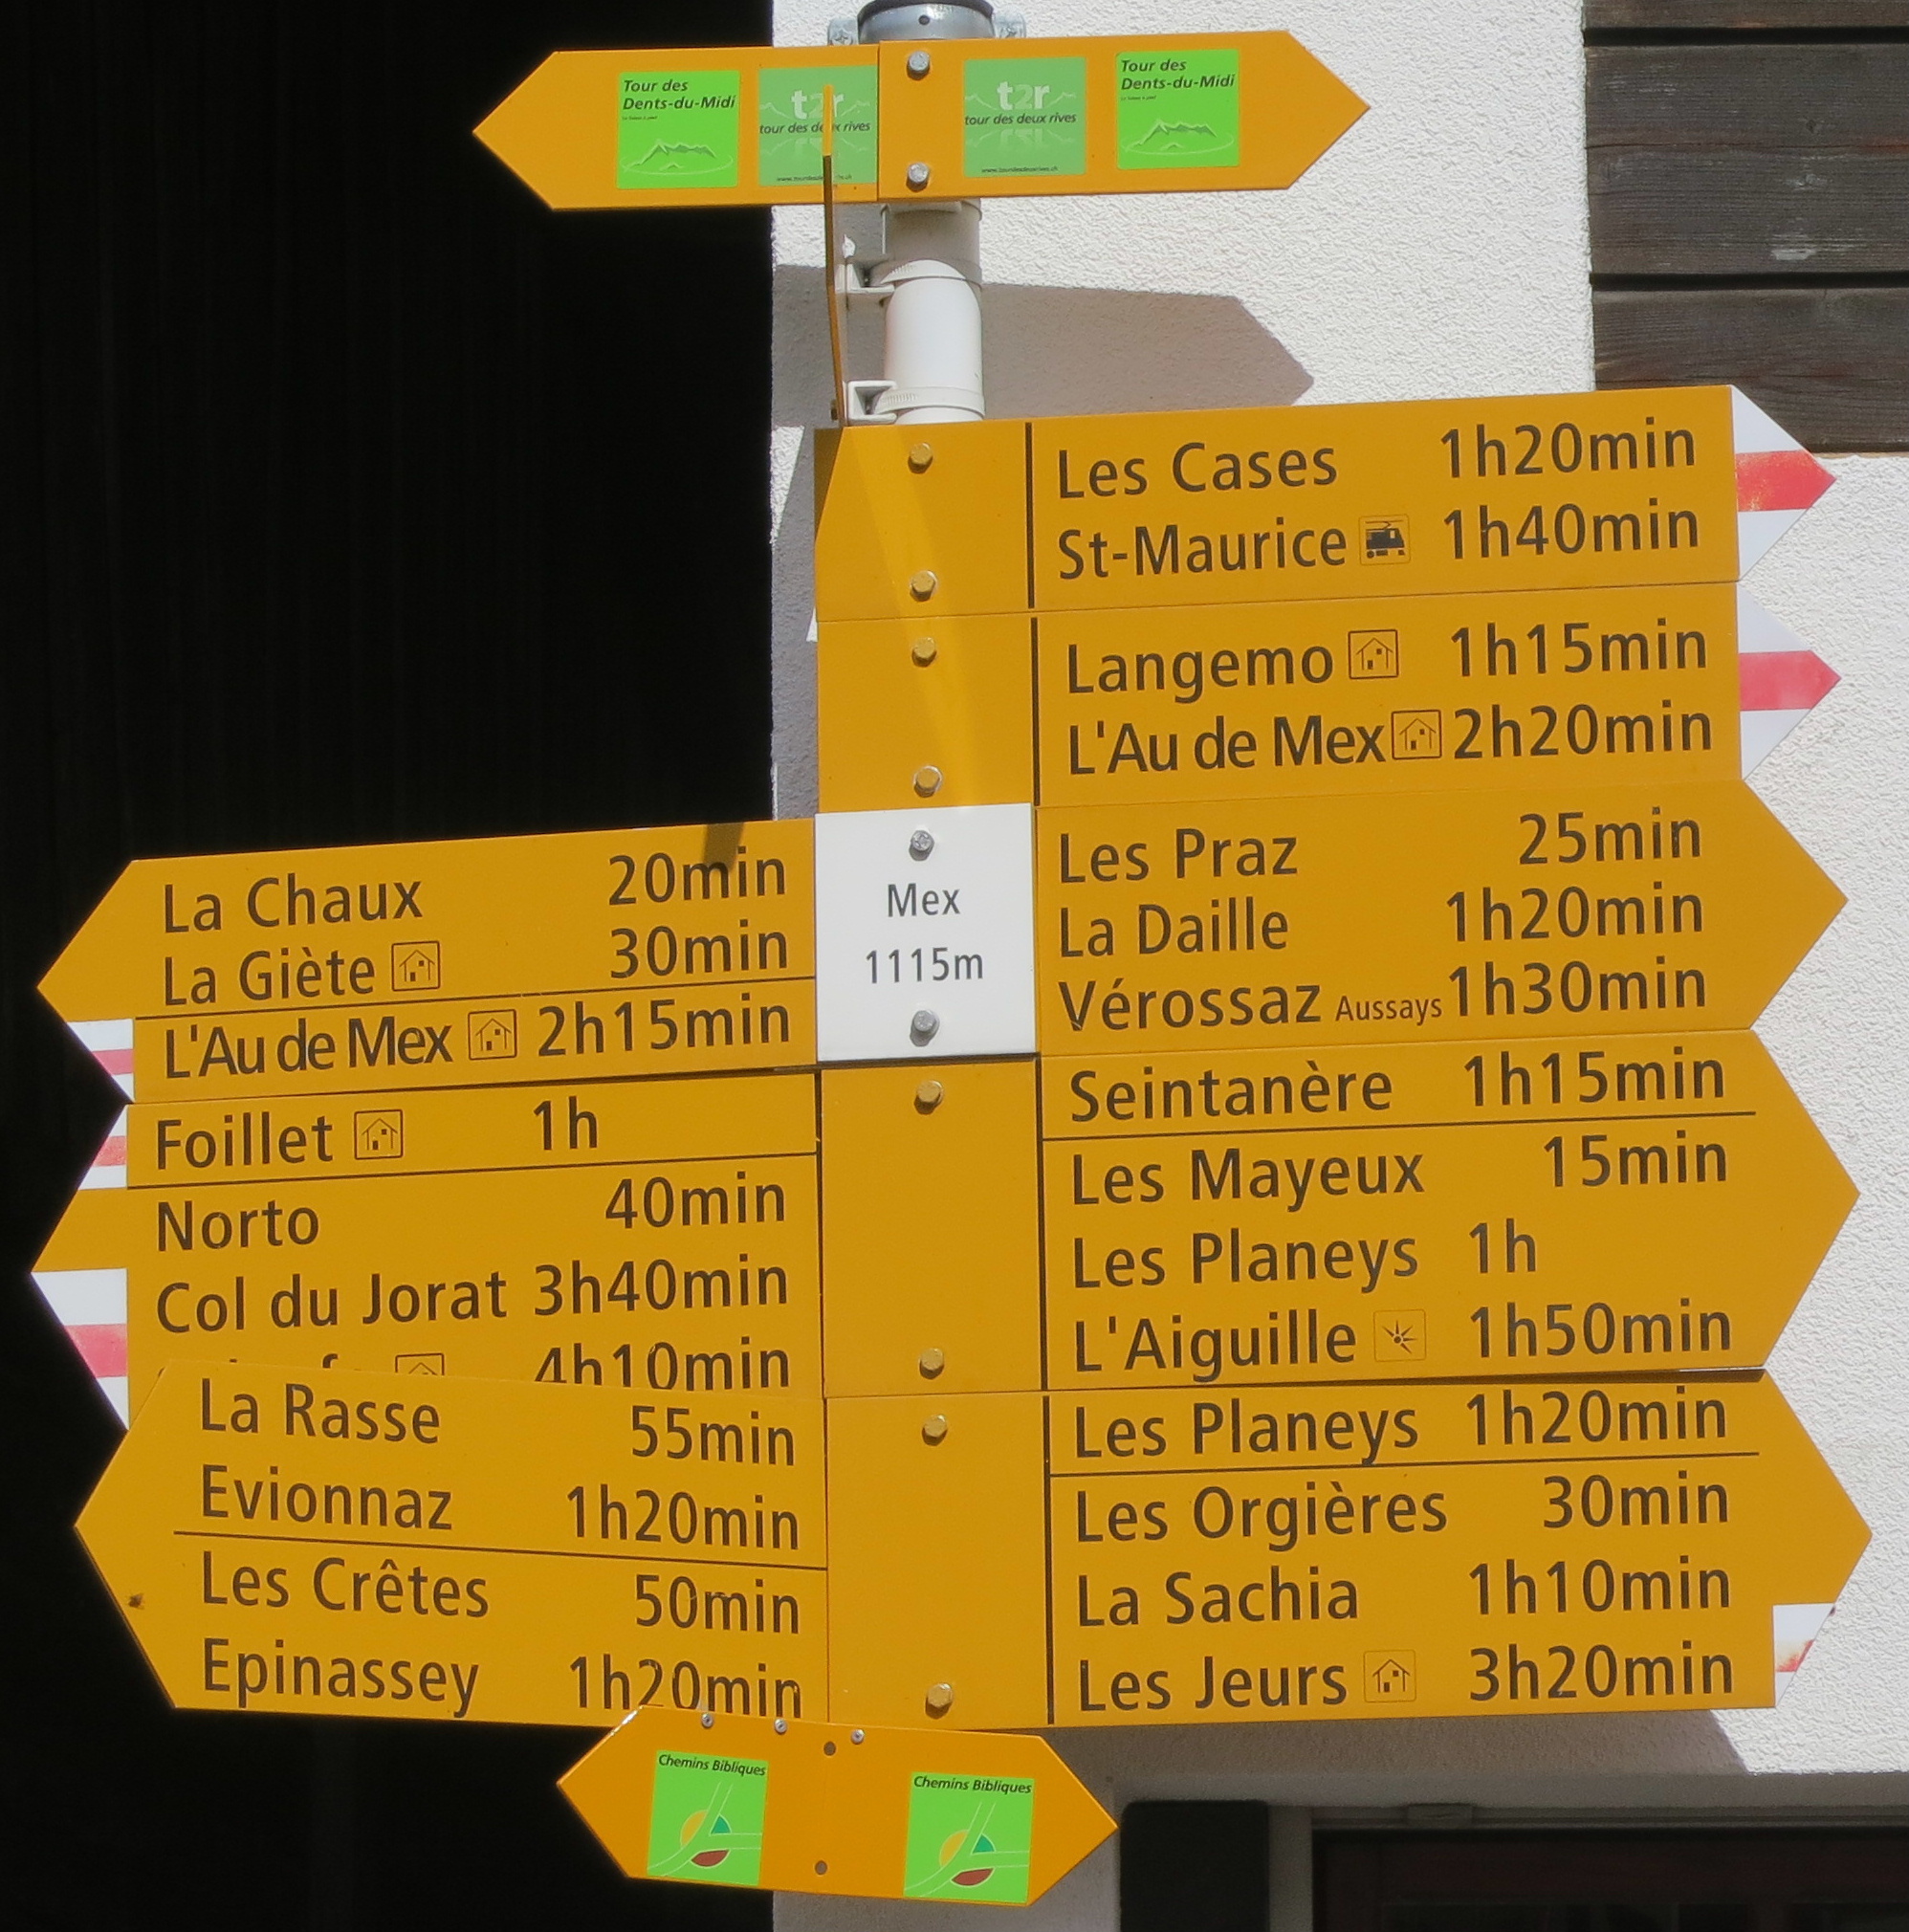 Tour des
Dents-du-Midi
t2r
tour des deux rives
t2r
tour des deux rives
www.tourdesdeuxrives.ch
Tour des
Dents-du-Midi
Les Cases 1h20min
St-Maurice 1h40min
Langemo 1h15min
L'Au de Mex 2h20min
La Chaux 20min
La Giète 30min
L'Au de Mex 2h15min
Foillet 1h
Norto 40min
Col du Jorat 3h40min
4h10min
La Rasse 55min
Evionnaz 1h20min
Les Crêtes 50min
Epinassey 1h20min
Mex
1115m
Les Praz 25min
La Daille 1h20min
Vérossaz Aussays 1h30min
Seintanère 1h15min
Les Mayeux 15min
Les Planeys 1h
L'Aiguille 1h50min
Les Planeys 1h20min
Les Orgières 30min
La Sachia 1h10min
Les Jeurs 3h20min
Chemins Bibliques
Chemins Bibliques